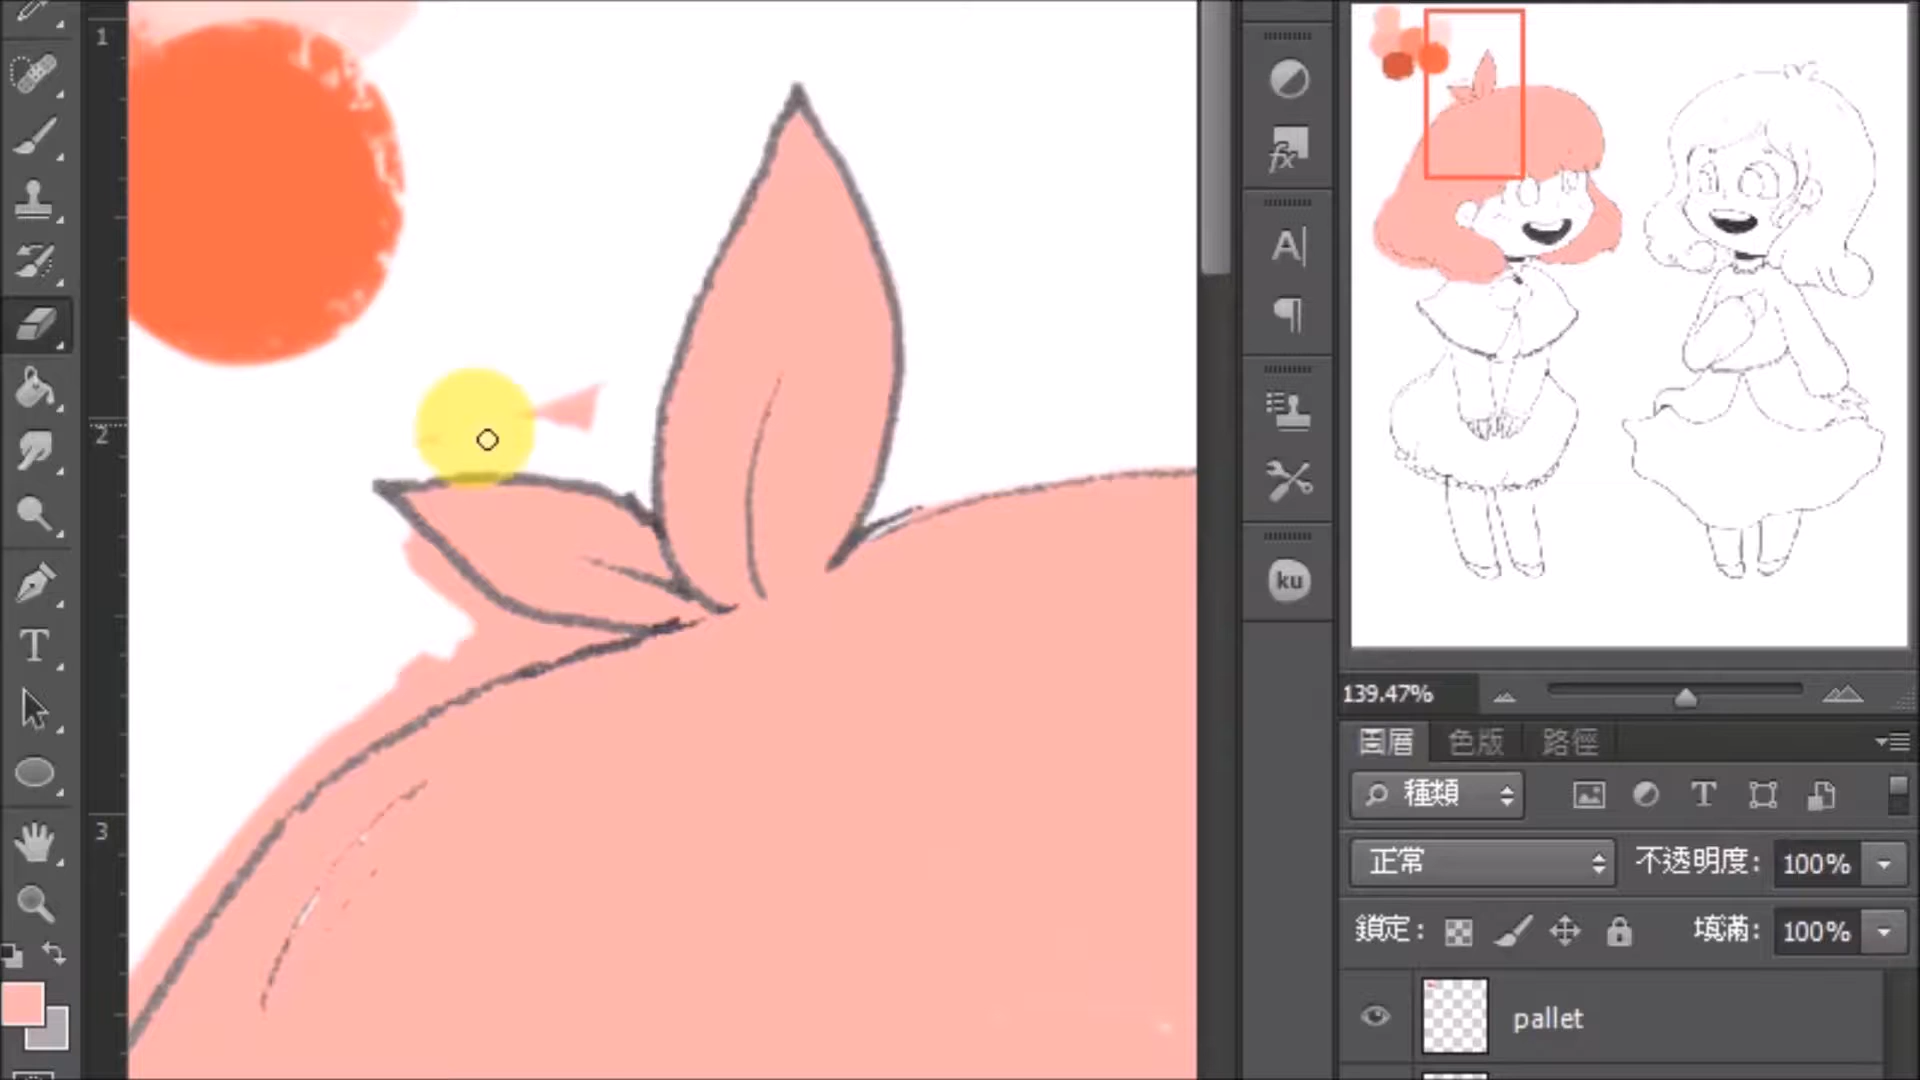 1
2
3
T
fx
A
¶
ku
139.47%
圖層 色版 路徑
種類
T
正常 不透明度: 100%
鎖定: 填滿: 100%
pallet